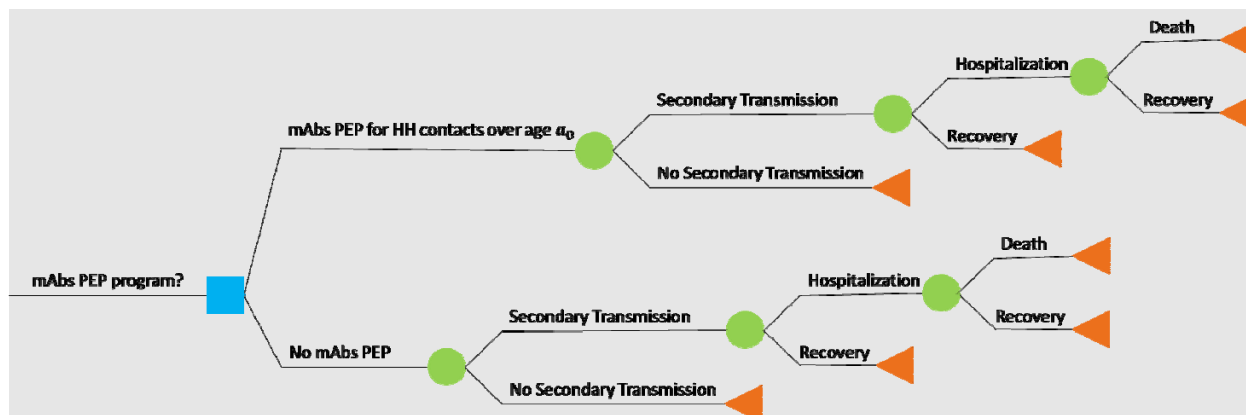 Death
Hospitalization
Secondary Transmission
Recovery
mAbs PEP for HH contacts over age a₀
Recovery
No Secondary Transmission
Death
mAbs PEP program?
Hospitalization
Secondary Transmission
Recovery
No mAbs PEP
Recovery
No Secondary Transmission